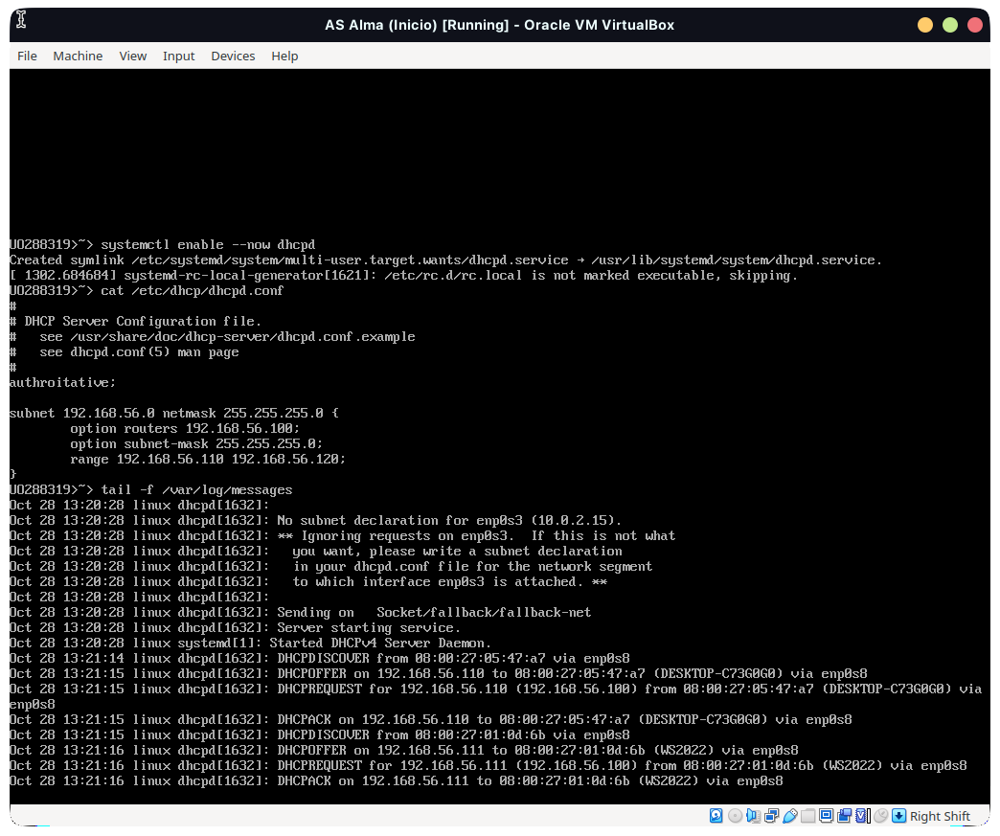 AS Alma (Inicio) [Running] - Oracle VM VirtualBox
File Machine View Input Devices Help
UO288319>~> systemctl enable --now dhcpd
Created symlink /etc/systemd/system/multi-user.target.wants/dhcpd.service → /usr/lib/systemd/system/dhcpd.service.
[ 1302.684684] systemd-rc-local-generator[1621]: /etc/rc.d/rc.local is not marked executable, skipping.
UO288319>~> cat /etc/dhcp/dhcpd.conf
#
# DHCP Server Configuration file.
#   see /usr/share/doc/dhcp-server/dhcpd.conf.example
#   see dhcpd.conf(5) man page
#
authroitative;
subnet 192.168.56.0 netmask 255.255.255.0 {
        option routers 192.168.56.100;
        option subnet-mask 255.255.255.0;
        range 192.168.56.110 192.168.56.120;
}
UO288319>~> tail -f /var/log/messages
Oct 28 13:20:28 linux dhcpd[1632]:
Oct 28 13:20:28 linux dhcpd[1632]: No subnet declaration for enp0s3 (10.0.2.15).
Oct 28 13:20:28 linux dhcpd[1632]: ** Ignoring requests on enp0s3.  If this is not what
Oct 28 13:20:28 linux dhcpd[1632]:   you want, please write a subnet declaration
Oct 28 13:20:28 linux dhcpd[1632]:   in your dhcpd.conf file for the network segment
Oct 28 13:20:28 linux dhcpd[1632]:   to which interface enp0s3 is attached. **
Oct 28 13:20:28 linux dhcpd[1632]:
Oct 28 13:20:28 linux dhcpd[1632]: Sending on   Socket/fallback/fallback-net
Oct 28 13:20:28 linux dhcpd[1632]: Server starting service.
Oct 28 13:20:28 linux systemd[1]: Started DHCPv4 Server Daemon.
Oct 28 13:21:14 linux dhcpd[1632]: DHCPDISCOVER from 08:00:27:05:47:a7 via enp0s8
Oct 28 13:21:15 linux dhcpd[1632]: DHCPOFFER on 192.168.56.110 to 08:00:27:05:47:a7 (DESKTOP-C73G0G0) via enp0s8
Oct 28 13:21:15 linux dhcpd[1632]: DHCPREQUEST for 192.168.56.110 (192.168.56.100) from 08:00:27:05:47:a7 (DESKTOP-C73G0G0) via
enp0s8
Oct 28 13:21:15 linux dhcpd[1632]: DHCPACK on 192.168.56.110 to 08:00:27:05:47:a7 (DESKTOP-C73G0G0) via enp0s8
Oct 28 13:21:15 linux dhcpd[1632]: DHCPDISCOVER from 08:00:27:01:0d:6b via enp0s8
Oct 28 13:21:16 linux dhcpd[1632]: DHCPOFFER on 192.168.56.111 to 08:00:27:01:0d:6b (WS2022) via enp0s8
Oct 28 13:21:16 linux dhcpd[1632]: DHCPREQUEST for 192.168.56.111 (192.168.56.100) from 08:00:27:01:0d:6b (WS2022) via enp0s8
Oct 28 13:21:16 linux dhcpd[1632]: DHCPACK on 192.168.56.111 to 08:00:27:01:0d:6b (WS2022) via enp0s8
Right Shift